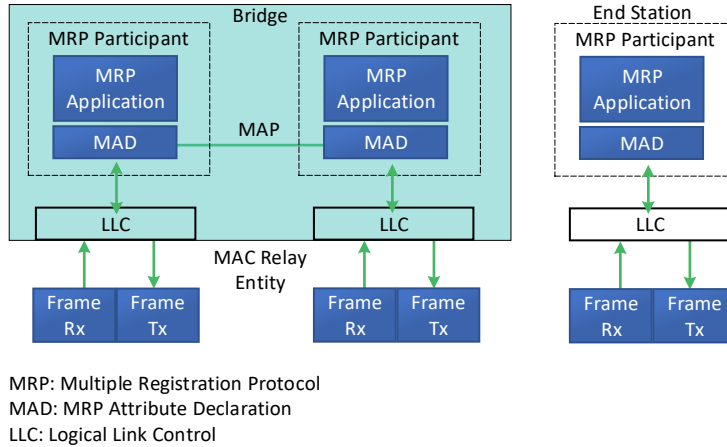 Bridge
MRP Participant
MRP
Application
MAD
MAP
MRP Participant
MRP
Application
MAD
LLC
LLC
MAC Relay
Entity
Frame
Rx
Frame
Tx
Frame
Rx
Frame
Tx
End Station
MRP Participant
MRP
Application
MAD
LLC
Frame
Rx
Frame
Tx
MRP: Multiple Registration Protocol
MAD: MRP Attribute Declaration
LLC: Logical Link Control